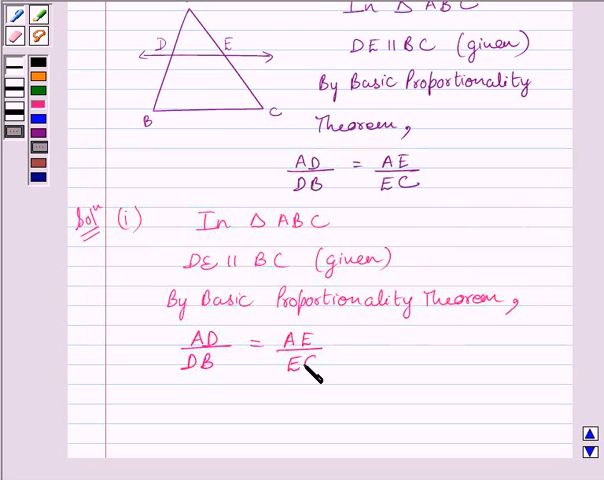 In △ ABC
D E
DE || BC (given)
By Basic Proportionality
B C
Theorem,
AD/DB = AE/EC
Solⁿ (i) In △ ABC
DE || BC (given)
By Basic Proportionality Theorem,
AD/DB = AE/EC